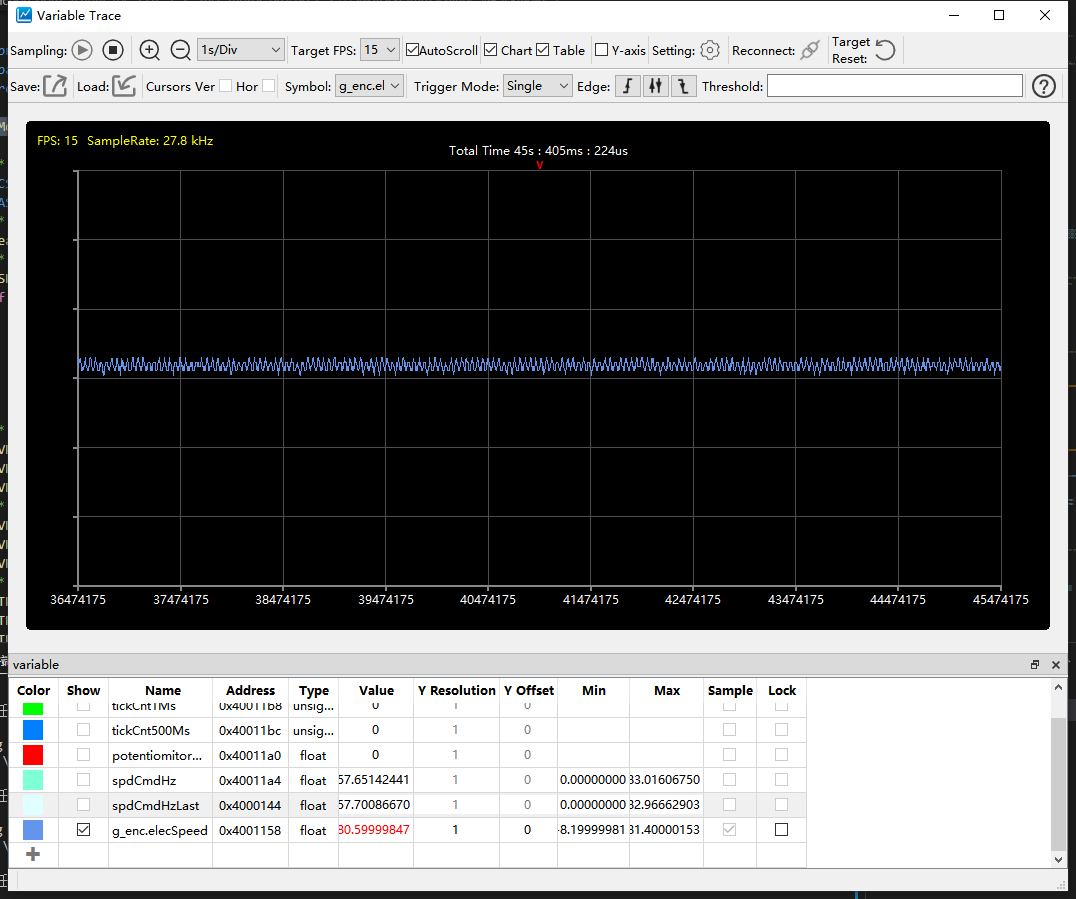 Variable Trace
Sampling: 1s/Div Target FPS: 15 AutoScroll Chart Table Y-axis Setting: Reconnect: Target Reset:
Save: Load: Cursors Ver Hor Symbol: g_enc.el Trigger Mode: Single Edge: Threshold:
FPS: 15 SampleRate: 27.8 kHz
Total Time 45s : 405ms : 224us
V
36474175 37474175 38474175 39474175 40474175 41474175 42474175 43474175 44474175 45474175
variable
Color Show Name Address Type Value Y Resolution Y Offset Min Max Sample Lock
tickCnt1Ms 0x40011b8 unsig... 0 1 0
tickCnt500Ms 0x40011bc unsig... 0 1 0
potentiomitor... 0x40011a0 float 0 1 0
spdCmdHz 0x40011a4 float 57.65142441 1 0 0.00000000 33.01606750
spdCmdHzLast 0x4000144 float 57.70086670 1 0 0.00000000 32.96662903
g_enc.elecSpeed 0x4001158 float 80.59999847 1 0 -8.19999981 31.40000153